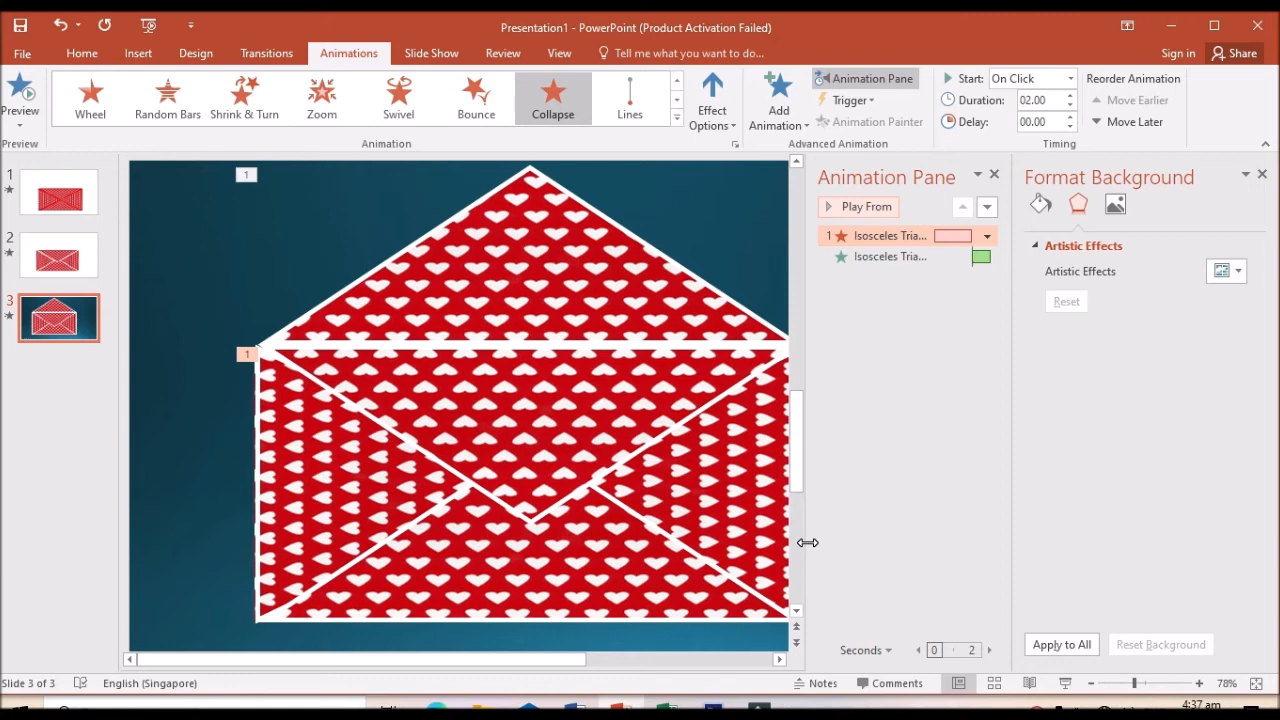 Presentation1 - PowerPoint (Product Activation Failed)
File Home Insert Design Transitions Animations Slide Show Review View Tell me what you want to do... Sign in Share
Preview
Wheel Random Bars Shrink & Turn Zoom Swivel Bounce Collapse Lines
Effect Options
Add Animation
Animation Pane
Trigger
Animation Painter
Start: On Click
Duration: 02.00
Delay: 00.00
Reorder Animation
Move Earlier
Move Later
Preview Animation Advanced Animation Timing
1
2
3
1
1
Animation Pane
Play From
1 Isosceles Tria...
Isosceles Tria...
Seconds 0 2
Format Background
Artistic Effects
Artistic Effects
Reset
Apply to All Reset Background
Slide 3 of 3 English (Singapore) Notes Comments 78%
4:37 am